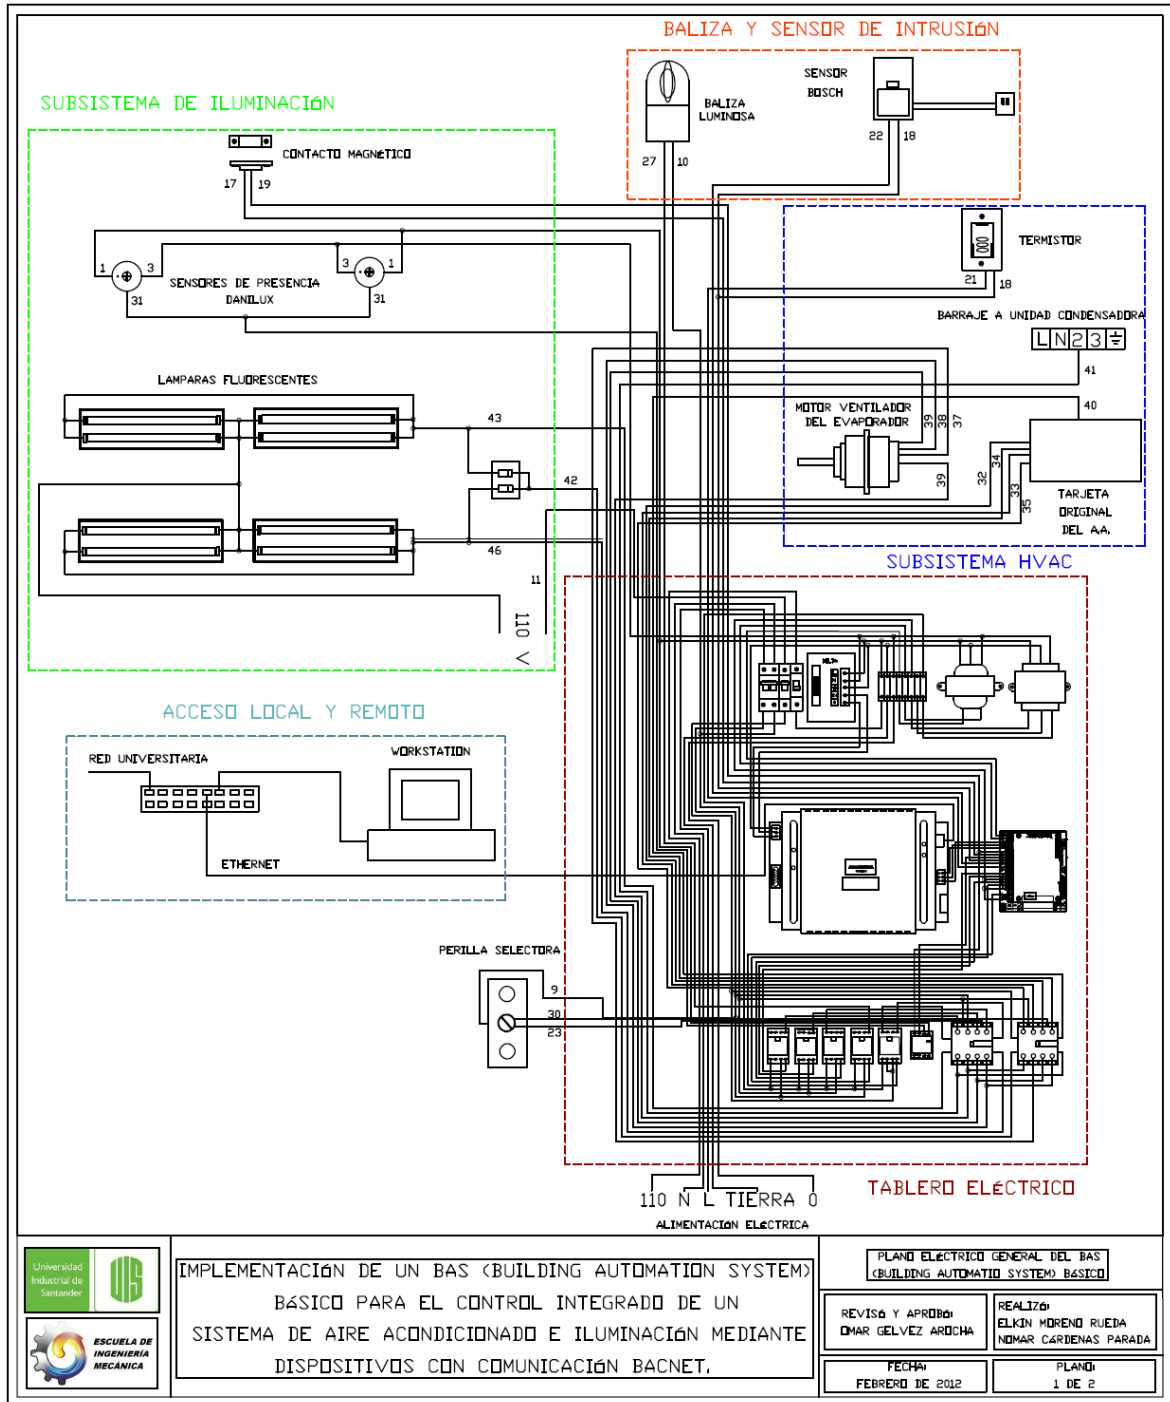 BALIZA Y SENSOR DE INTRUSIÓN
SENSOR
BOSCH
BALIZA
LUMINOSA
22
18
27
10
SUBSISTEMA DE ILUMINACIÓN
CONTACTO MAGNÉTICO
17
19
1
3
3
1
SENSORES DE PRESENCIA
DANILUX
31
31
LAMPARAS FLUORESCENTES
43
42
46
11
110 V
TERMISTOR
21
18
BARRAJE A UNIDAD CONDENSADORA
L N 2 3
41
40
MOTOR VENTILADOR
DEL EVAPORADOR
39
38
37
39
32
34
33
35
TARJETA
ORIGINAL
DEL A.A.
SUBSISTEMA HVAC
ACCESO LOCAL Y REMOTO
RED UNIVERSITARIA
WORKSTATION
ETHERNET
PERILLA SELECTORA
9
30
23
110 N L TIERRA 0
ALIMENTACIÓN ELÉCTRICA
TABLERO ELÉCTRICO
Universidad
Industrial de
Santander
UIS
ESCUELA DE
INGENIERÍA
MECÁNICA
IMPLEMENTACIÓN DE UN BAS (BUILDING AUTOMATION SYSTEM)
BÁSICO PARA EL CONTROL INTEGRADO DE UN
SISTEMA DE AIRE ACONDICIONADO E ILUMINACIÓN MEDIANTE
DISPOSITIVOS CON COMUNICACIÓN BACNET.
PLANO ELÉCTRICO GENERAL DEL BAS
(BUILDING AUTOMATIO SYSTEM) BÁSICO
REVISÓ Y APROBÓ:
OMAR GELVEZ AROCHA
REALIZÓ:
ELKIN MORENO RUEDA
NOMAR CÁRDENAS PARADA
FECHA:
FEBRERO DE 2012
PLANO:
1 DE 2